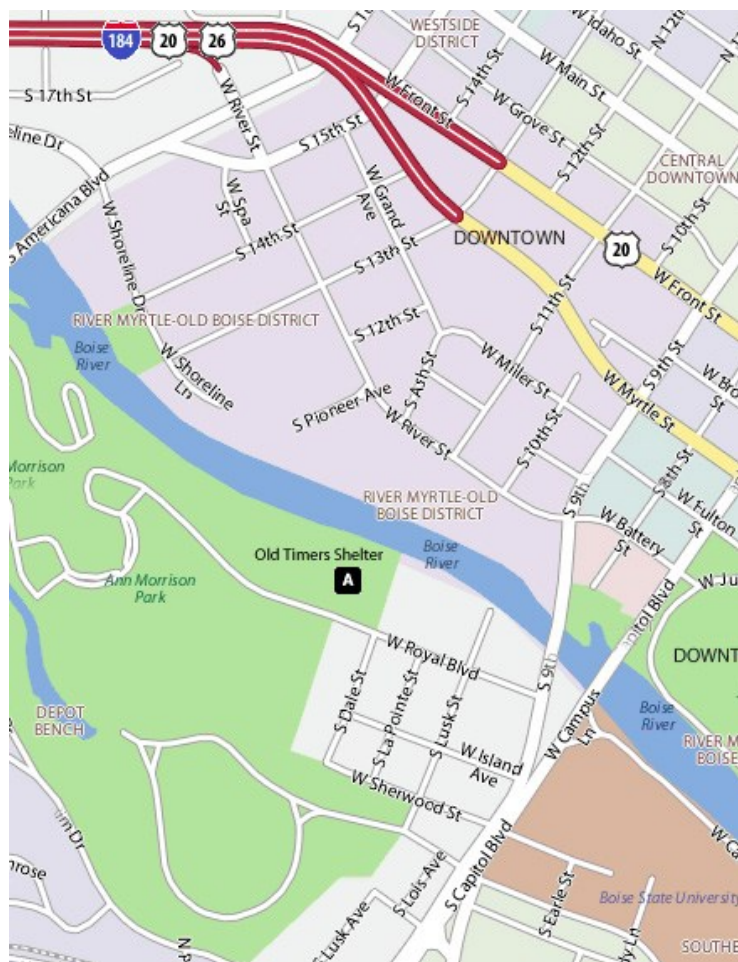 WESTSIDE
DISTRICT
W Idaho St
N 12th St
184
20
26
S 17th St
W River St
W Front St
S 14th St
W Main St
W Grove St
S 12th St
CENTRAL
DOWNTOWN
S 15th St
S Americana Blvd
W Shoreline Dr
W Spa
St
W Grand
Ave
S 14th St
S 13th St
DOWNTOWN
S 10th St
20
W Front St
S 11th St
RIVER MYRTLE-OLD BOISE DISTRICT
S 12th St
Boise
River
W Shoreline
Ln
S Ash St
W Miller St
S 9th St
W Myrtle St
S Pioneer Ave
W River St
S 10th St
S 8th St
Morrison
Park
RIVER MYRTLE-OLD
BOISE DISTRICT
S 9th
W Fulton
St
W Battery
St
Old Timers Shelter
A
Boise
River
Ann Morrison
Park
Capitol Blvd
W Royal Blvd
S 9th
S Dale St
S La Pointe St
S Lusk St
DEPOT
BENCH
W Island
Ave
W Campus
Ln
Boise
River
W Sherwood St
S Capitol Blvd
S Lois Ave
S Lusk Ave
S Earle St
Boise State University